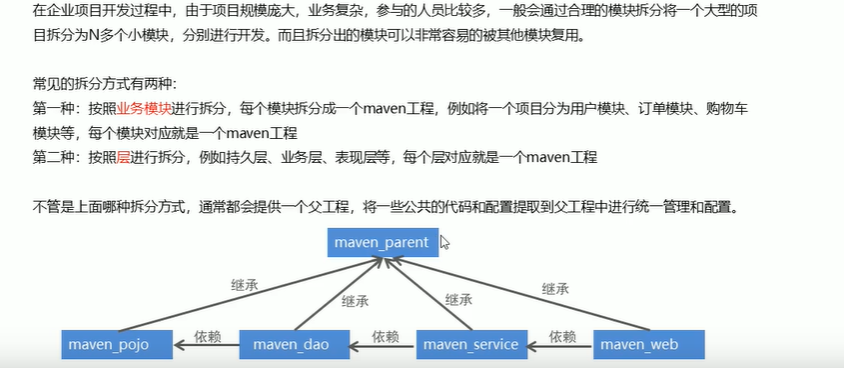 在企业项目开发过程中，由于项目规模庞大，业务复杂，参与的人员比较多，一般会通过合理的模块拆分将一个大型的项
目拆分为N多个小模块，分别进行开发。而且拆分出的模块可以非常容易的被其他模块复用。
常见的拆分方式有两种：
第一种：按照业务模块进行拆分，每个模块拆分成一个maven工程，例如将一个项目分为用户模块、订单模块、购物车
模块等，每个模块对应就是一个maven工程
第二种：按照层进行拆分，例如持久层、业务层、表现层等，每个层对应就是一个maven工程
不管是上面哪种拆分方式，通常都会提供一个父工程，将一些公共的代码和配置提取到父工程中进行统一管理和配置。
maven_parent
继承
继承
继承
继承
maven_pojo
依赖
maven_dao
依赖
maven_service
依赖
maven_web